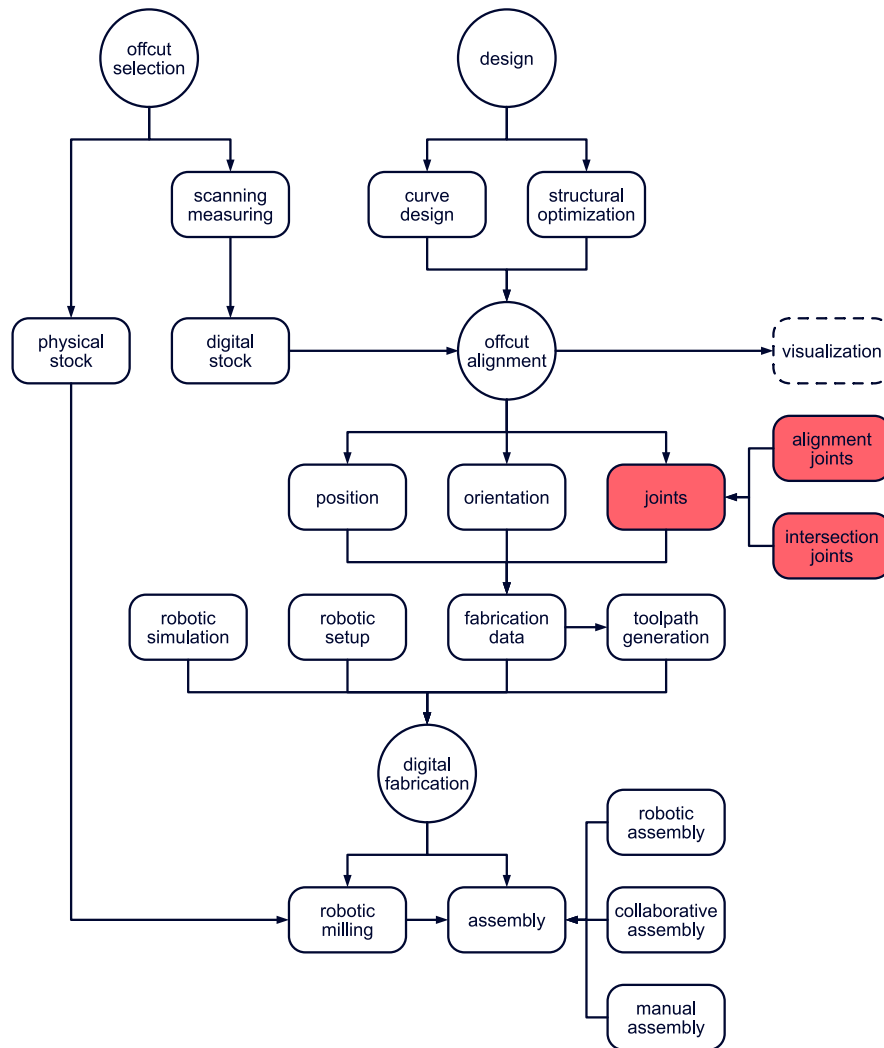 offcut
selection
design
scanning
measuring
curve
design
structural
optimization
physical
stock
digital
stock
offcut
alignment
visualization
alignment
joints
position
orientation
joints
intersection
joints
robotic
simulation
robotic
setup
fabrication
data
toolpath
generation
digital
fabrication
robotic
assembly
robotic
milling
assembly
collaborative
assembly
manual
assembly